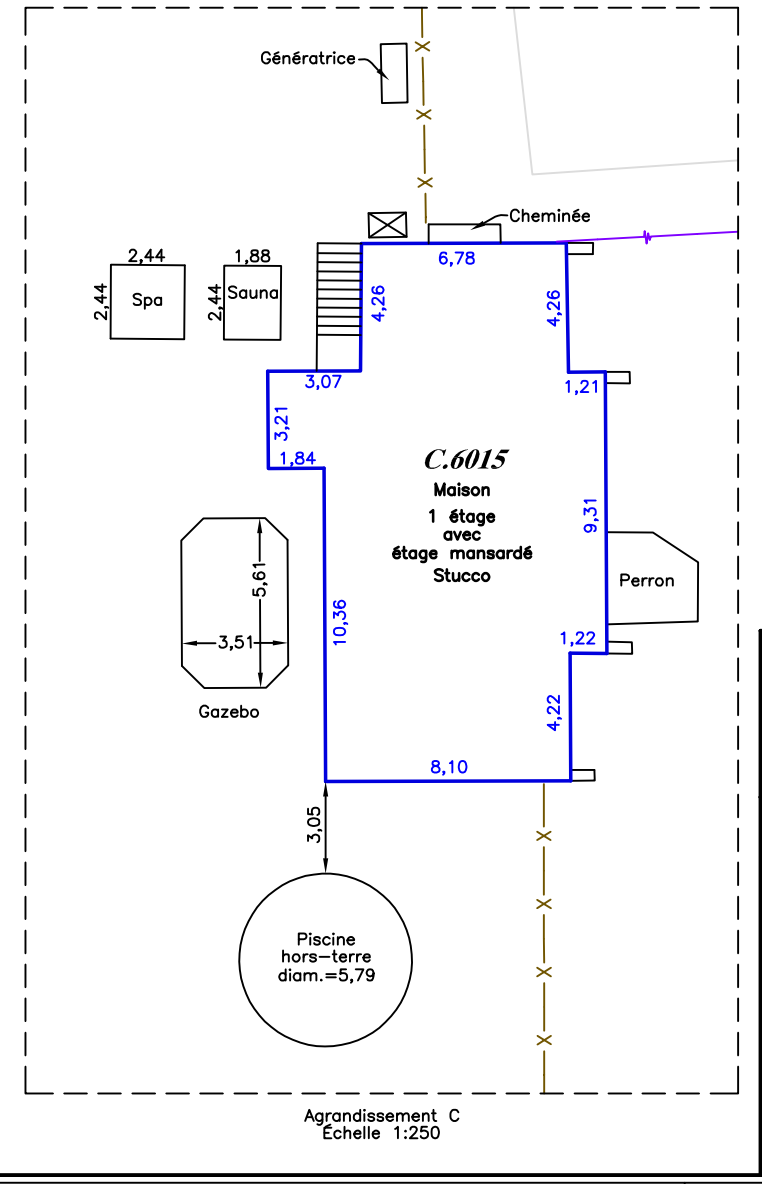 Génératrice
Cheminée
6,78
2,44
2,44
Spa
1,88
2,44
Sauna
4,26
4,26
3,07
1,21
3,21
1,84
C.6015
Maison
1 étage
avec
étage mansardé
Stucco
9,31
Perron
5,61
3,51
Gazebo
10,36
1,22
4,22
8,10
3,05
Piscine
hors-terre
diam.=5,79
Agrandissement C
Échelle 1:250